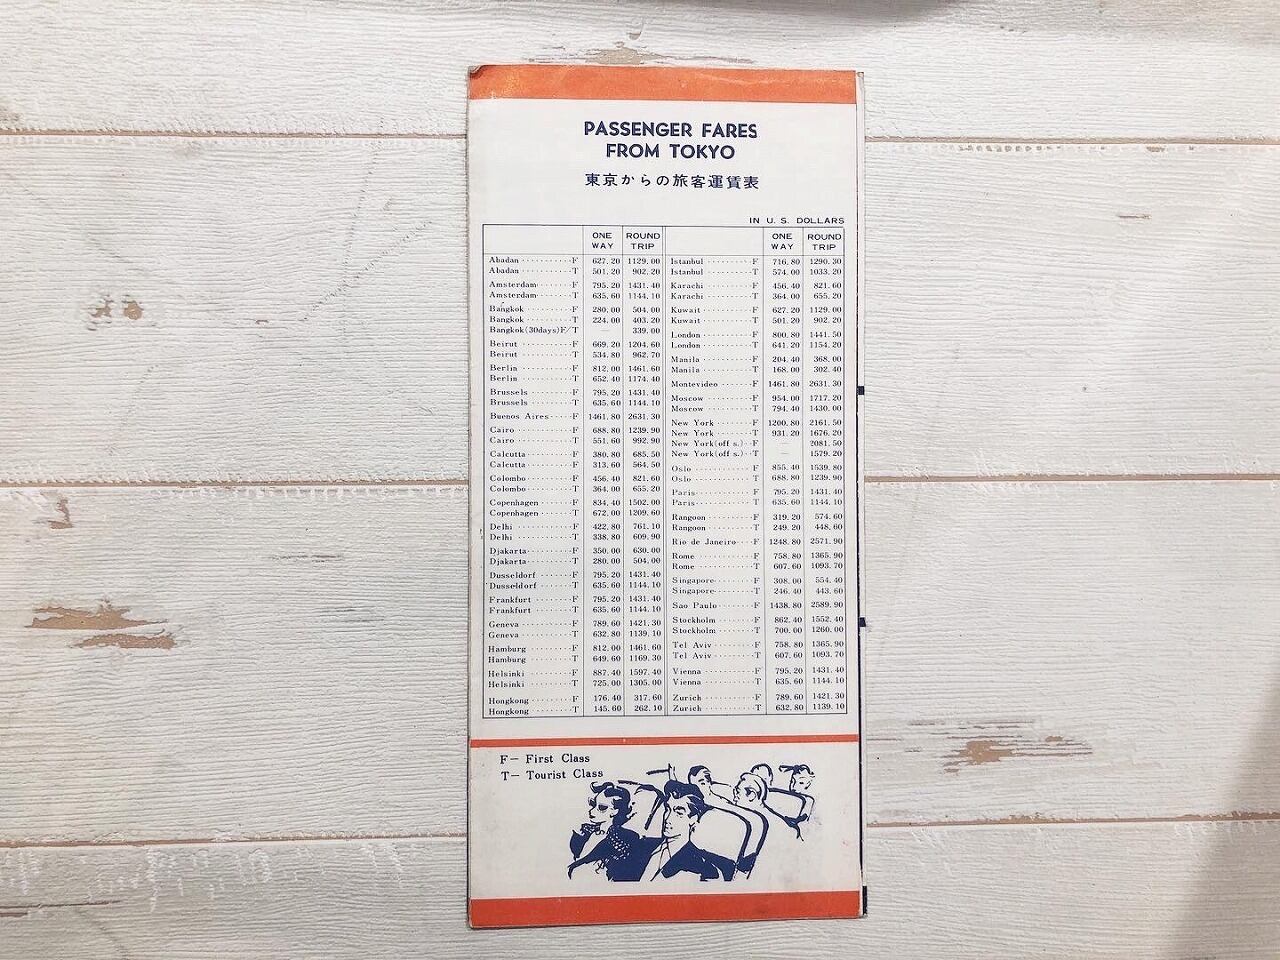 PASSENGER FARES
FROM TOKYO
東京からの旅客運賃表
IN U. S. DOLLARS
ONE WAY ROUND TRIP
Abadan ··········· F 627. 20 1129. 00
Abadan ··········· T 501. 20 902. 20
Amsterdam ······· F 795. 20 1431. 40
Amsterdam ······· T 635. 60 1144. 10
Bangkok ·········· F 280. 00 504. 00
Bangkok ·········· T 224. 00 403. 20
Bangkok(30days)F/T — 339. 00
Beirut ··········· F 669. 20 1204. 60
Beirut ··········· T 534. 80 962. 70
Berlin ··········· F 812. 00 1461. 60
Berlin ··········· T 652. 40 1174. 40
Brussels ········· F 795. 20 1431. 40
Brussels ········· T 635. 60 1144. 10
Buenos Aires ····· F 1461. 80 2631. 30
Cairo ············ F 688. 80 1239. 90
Cairo ············ T 551. 60 992. 90
Calcutta ········· F 380. 80 685. 50
Calcutta ········· T 313. 60 564. 50
Colombo ·········· F 456. 40 821. 60
Colombo ·········· T 364. 00 655. 20
Copenhagen ······· F 834. 40 1502. 00
Copenhagen ······· T 672. 00 1209. 60
Delhi ············ F 422. 80 761. 10
Delhi ············ T 338. 80 609. 90
Djakarta ········· F 350. 00 630. 00
Djakarta ········· T 280. 00 504. 00
Dusseldorf ······· F 795. 20 1431. 40
Dusseldorf ······· T 635. 60 1144. 10
Frankfurt ········ F 795. 20 1431. 40
Frankfurt ········ T 635. 60 1144. 10
Geneva ··········· F 789. 60 1421. 30
Geneva ··········· T 632. 80 1139. 10
Hamburg ·········· F 812. 00 1461. 60
Hamburg ·········· T 649. 60 1169. 30
Helsinki ········· F 887. 40 1597. 40
Helsinki ········· T 725. 00 1305. 00
Hongkong ········· F 176. 40 317. 60
Hongkong ········· T 145. 60 262. 10
ONE WAY ROUND TRIP
Istanbul ········· F 716. 80 1290. 30
Istanbul ········· T 574. 00 1033. 20
Karachi ·········· F 456. 40 821. 60
Karachi ·········· T 364. 00 655. 20
Kuwait ··········· F 627. 20 1129. 00
Kuwait ··········· T 501. 20 902. 20
London ··········· F 800. 80 1441. 50
London ··········· T 641. 20 1154. 20
Manila ··········· F 204. 40 368. 00
Manila ··········· T 168. 00 302. 40
Montevideo ······· F 1461. 80 2631. 30
Moscow ··········· F 954. 00 1717. 20
Moscow ··········· T 794. 40 1430. 00
New York ········· F 1200. 80 2161. 50
New York ········· T 931. 20 1676. 20
New York(off s.) ·· F — 2081. 50
New York(off s.) ·· T — 1579. 20
Oslo ············· F 855. 40 1539. 80
Oslo ············· T 688. 80 1239. 90
Paris ············ F 795. 20 1431. 40
Paris ············ T 635. 60 1144. 10
Rangoon ·········· F 319. 20 574. 60
Rangoon ·········· T 249. 20 448. 60
Rio de Janeiro ···· F 1248. 80 2571. 90
Rome ············· F 758. 80 1365. 90
Rome ············· T 607. 60 1093. 70
Singapore ········ F 308. 00 554. 40
Singapore ········ T 246. 40 443. 60
Sao Paulo ········ F 1438. 80 2589. 90
Stockholm ········ F 862. 40 1552. 40
Stockholm ········ T 700. 00 1260. 00
Tel Aviv ········· F 758. 80 1365. 90
Tel Aviv ········· T 607. 60 1093. 70
Vienna ··········· F 795. 20 1431. 40
Vienna ··········· T 635. 60 1144. 10
Zurich ··········· F 789. 60 1421. 30
Zurich ··········· T 632. 80 1139. 10
F— First Class
T— Tourist Class